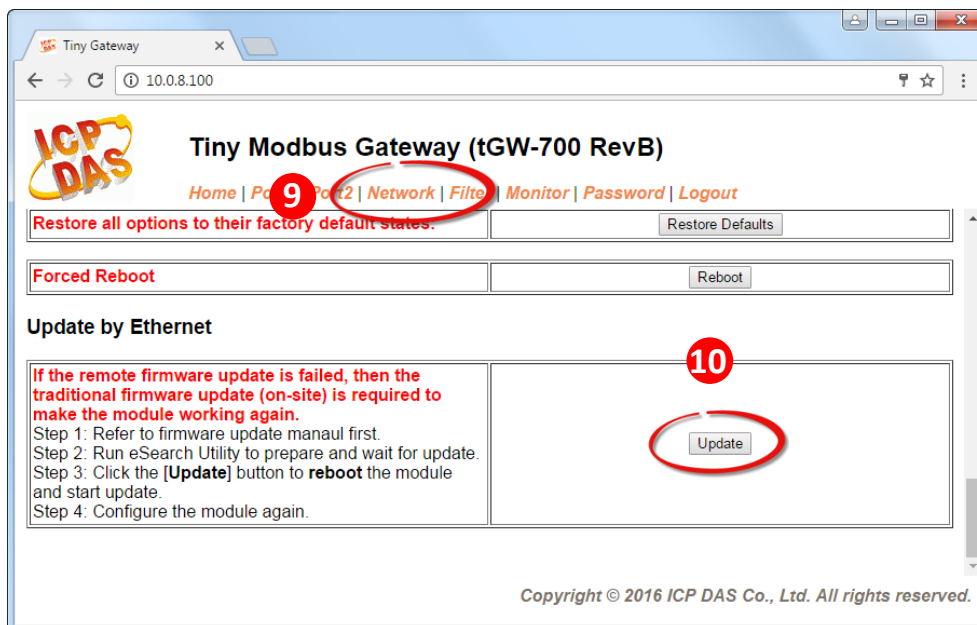 Tiny Gateway
10.0.8.100
ICP
DAS
Tiny Modbus Gateway (tGW-700 RevB)
9
Home | Port2 | Network | Filter | Monitor | Password | Logout
Restore all options to their factory default states.
Restore Defaults
Forced Reboot
Reboot
Update by Ethernet
10
If the remote firmware update is failed, then the
traditional firmware update (on-site) is required to
make the module working again.
Step 1: Refer to firmware update manaul first.
Step 2: Run eSearch Utility to prepare and wait for update.
Step 3: Click the [Update] button to reboot the module
and start update.
Step 4: Configure the module again.
Update
Copyright © 2016 ICP DAS Co., Ltd. All rights reserved.